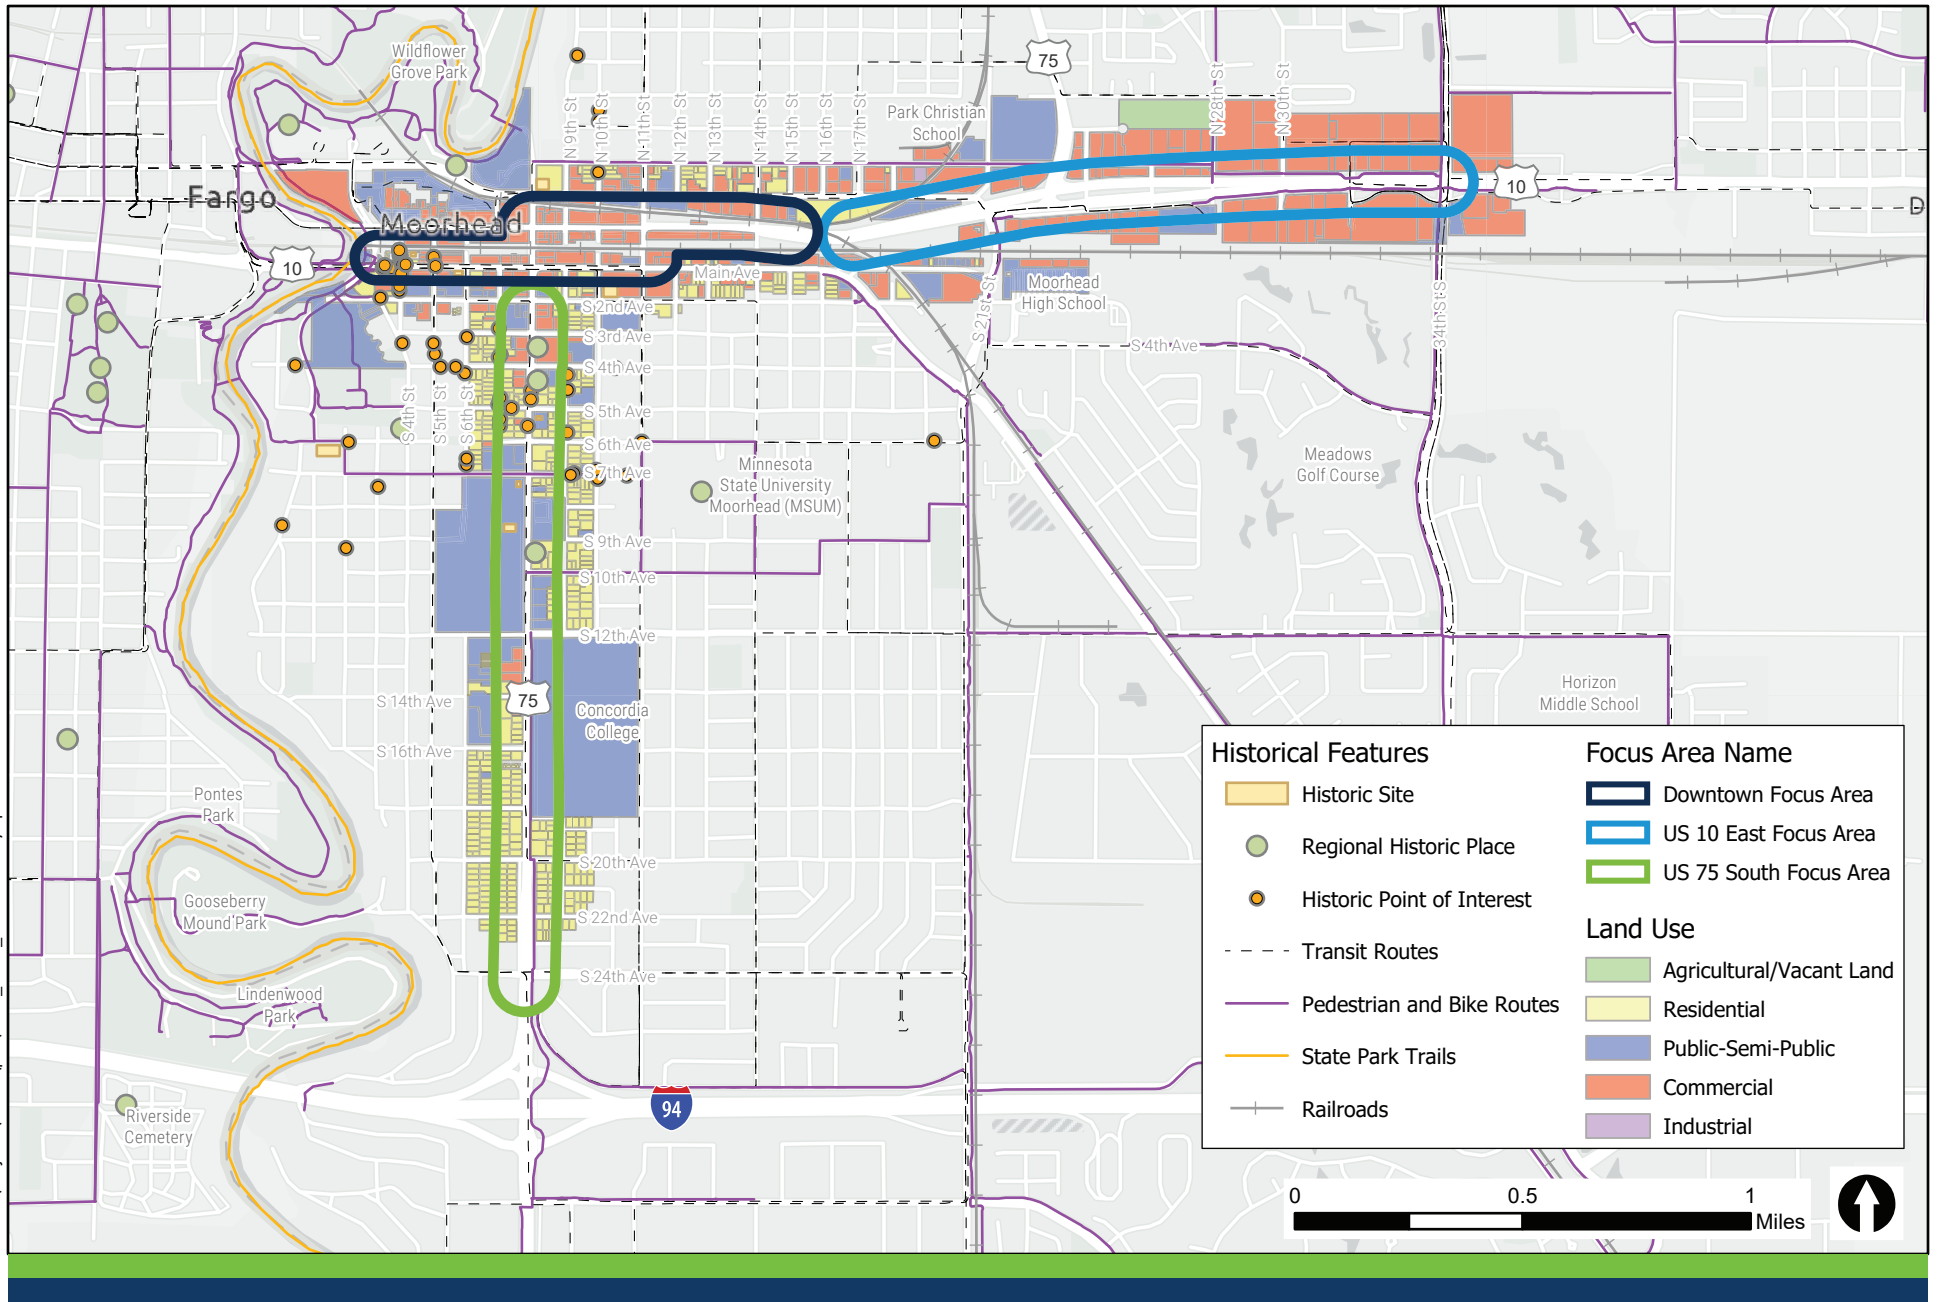 Wildflower
Grove Park
75
Park Christian
School
N 9th St
N 10th St
N 11th St
N 12th St
N 13th St
N 14th St
N 15th St
N 16th St
N 17th St
N 28th St
N 30th St
Fargo
Moorhead
10
10
D
Main Ave
Moorhead
High School
S 21st St
34th St S
S 2nd Ave
S 3rd Ave
S 4th Ave
S 4th Ave
S 5th Ave
S 6th Ave
S 7th Ave
S 4th St
S 5th St
S 6th St
Minnesota
State University
Moorhead (MSUM)
Meadows
Golf Course
S 9th Ave
S 10th Ave
S 12th Ave
S 14th Ave
75
Concordia
College
S 16th Ave
Horizon
Middle School
Pontes
Park
S 20th Ave
Gooseberry
Mound Park
S 22nd Ave
S 24th Ave
Lindenwood
Park
94
Riverside
Cemetery
Historical Features
Historic Site
Regional Historic Place
Historic Point of Interest
Transit Routes
Pedestrian and Bike Routes
State Park Trails
Railroads
Focus Area Name
Downtown Focus Area
US 10 East Focus Area
US 75 South Focus Area
Land Use
Agricultural/Vacant Land
Residential
Public-Semi-Public
Commercial
Industrial
0 0.5 1
Miles